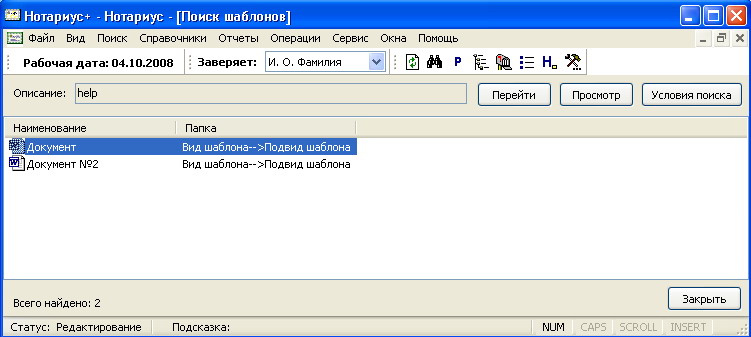 Нотариус+ - Нотариус - [Поиск шаблонов]
Файл Вид Поиск Справочники Отчеты Операции Сервис Окна Помощь
Рабочая дата: 04.10.2008 Заверяет: И. О. Фамилия P H
Описание: help Перейти Просмотр Условия поиска
Наименование Папка
Документ Вид шаблона-->Подвид шаблона
Документ №2 Вид шаблона-->Подвид шаблона
Всего найдено: 2 Закрыть
Статус: Редактирование Подсказка: NUM CAPS SCROLL INSERT